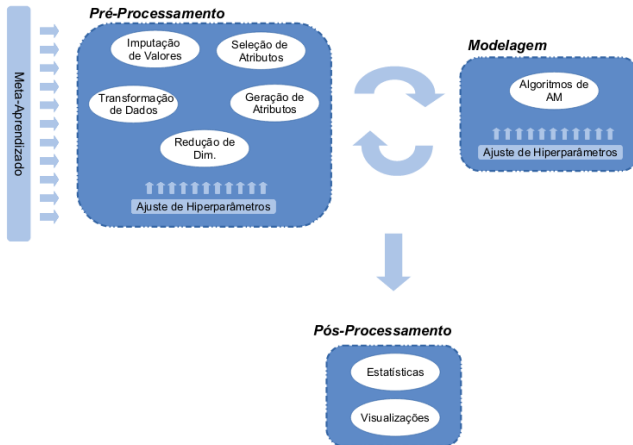 Pré-Processamento
Meta-Aprendizado
Imputação
de Valores
Seleção de
Atributos
Transformação
de Dados
Geração de
Atributos
Redução de
Dim.
Ajuste de Hiperparâmetros
Modelagem
Algoritmos de
AM
Ajuste de Hiperparâmetros
Pós-Processamento
Estatísticas
Visualizações